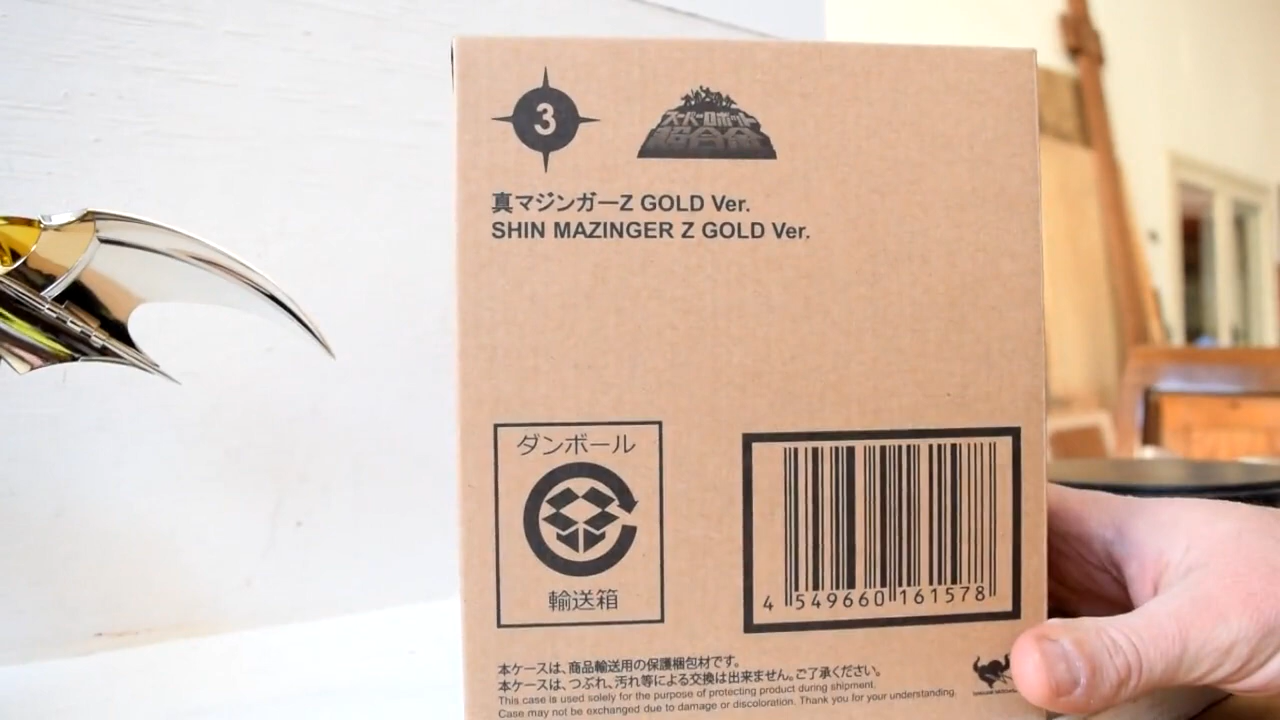 3
スーパーロボット
超合金
真マジンガーZ GOLD Ver.
SHIN MAZINGER Z GOLD Ver.
ダンボール
輸送箱
4 549660 161578
本ケースは、商品輸送用の保護梱包材です。
本ケースは、つぶれ、汚れ等による交換は出来ません。ご了承ください。
This case is used solely for the purpose of protecting product during shipment.
Case may not be exchanged due to damage or discoloration. Thank you for your understanding.